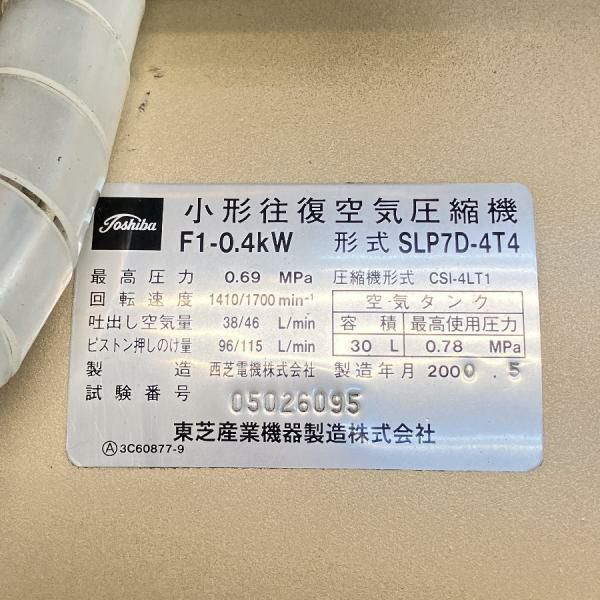 Toshiba 小形往復空気圧縮機
F1-0.4kW 形式 SLP7D-4T4
最高圧力 0.69 MPa 圧縮機形式 CSI-4LT1
回転速度 1410/1700 min⁻¹ 空気タンク
吐出し空気量 38/46 L/min 容積 最高使用圧力
ピストン押しのけ量 96/115 L/min 30 L 0.78 MPa
製造 西芝電機株式会社 製造年月 2000.5
試験番号 05026095
東芝産業機器製造株式会社
Ⓐ3C60877-9